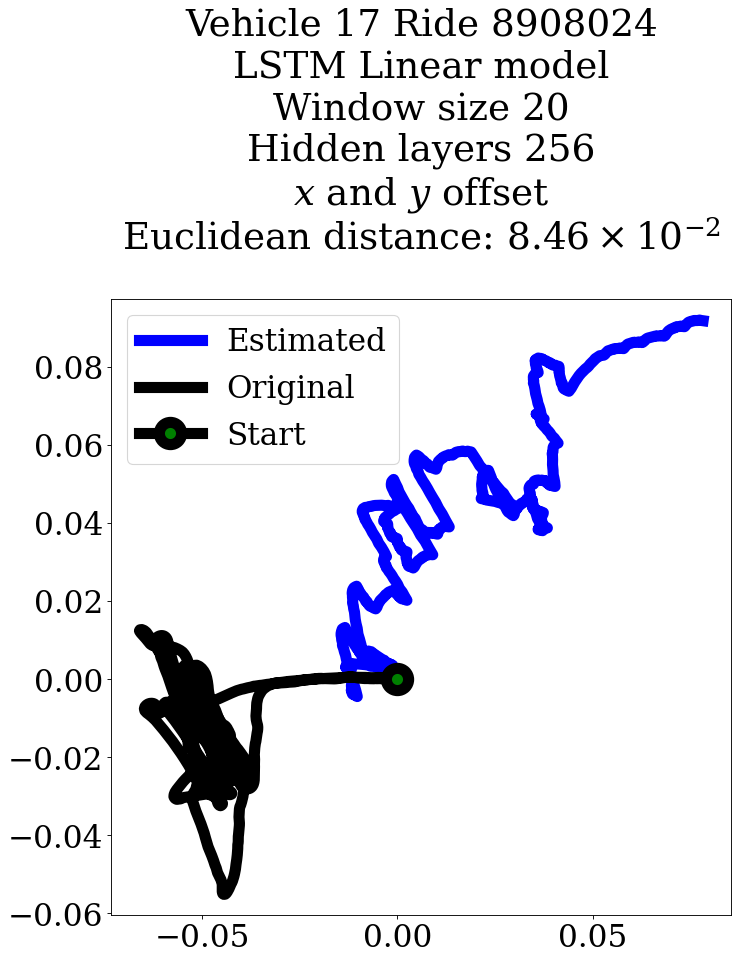 Vehicle 17 Ride 8908024
LSTM Linear model
Window size 20
Hidden layers 256
x and y offset
Euclidean distance: 8.46 × 10⁻²
Estimated
Original
Start
0.08
0.06
0.04
0.02
0.00
−0.02
−0.04
−0.06
−0.05
0.00
0.05